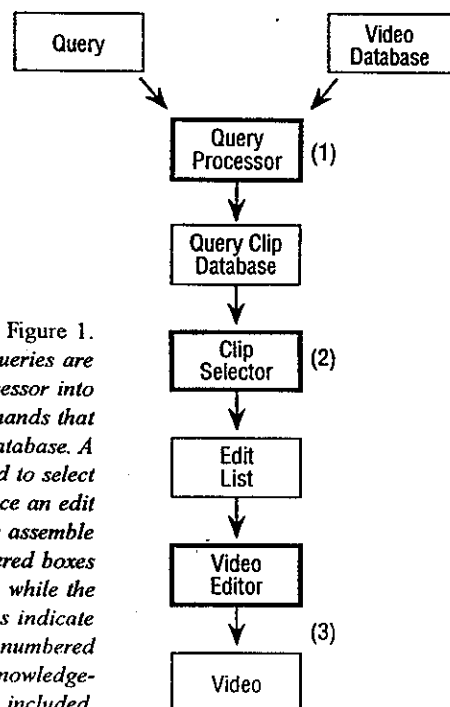 Query
Video
Database
Query
Processor
(1)
Query Clip
Database
Figure 1.
ueries are
essor into
nands that
atabase. A
d to select
ce an edit
assemble
ered boxes
while the
s indicate
numbered
nowledge-
included.
Clip
Selector
(2)
Edit
List
Video
Editor
(3)
Video